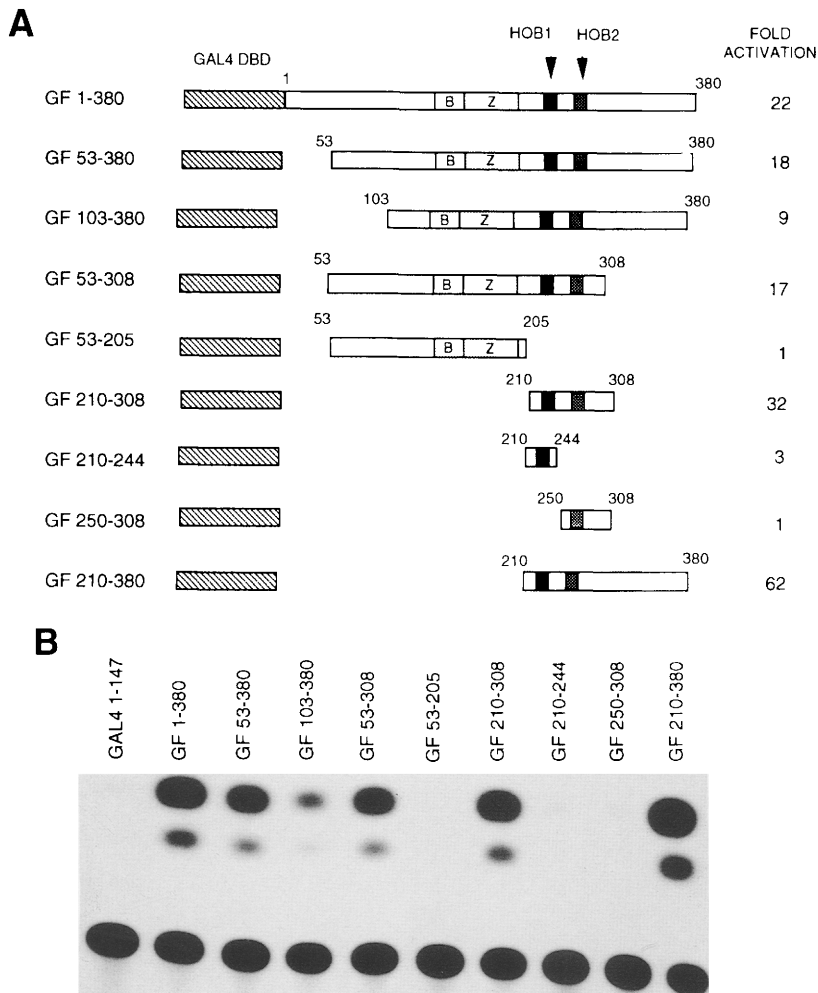 A
HOB1 HOB2 FOLD
ACTIVATION
GAL4 DBD
1 380
GF 1-380 B Z 22
53 380
GF 53-380 B Z 18
103 380
GF 103-380 B Z 9
53 308
GF 53-308 B Z 17
53 205
GF 53-205 B Z 1
210 308
GF 210-308 32
210 244
GF 210-244 3
250 308
GF 250-308 1
210 380
GF 210-380 62
B
GAL4 1-147
GF 1-380
GF 53-380
GF 103-380
GF 53-308
GF 53-205
GF 210-308
GF 210-244
GF 250-308
GF 210-380